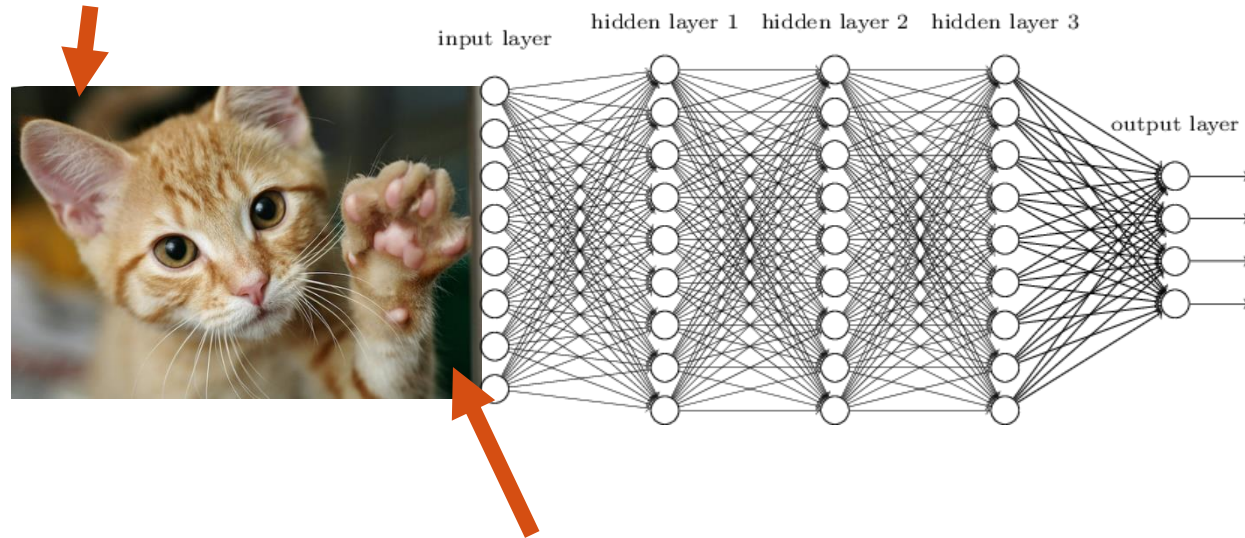 input layer
hidden layer 1
hidden layer 2
hidden layer 3
output layer